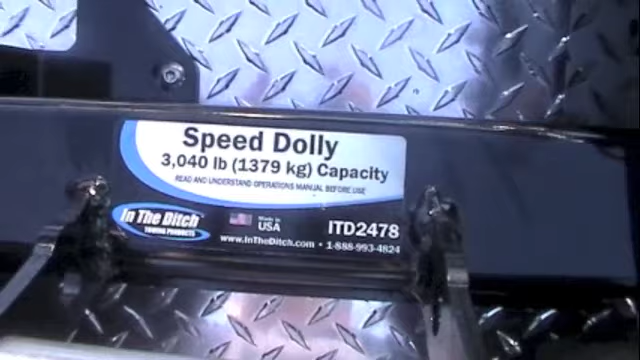 Speed Dolly
3,040 lb (1379 kg) Capacity
READ AND UNDERSTAND OPERATIONS MANUAL BEFORE USE
In The Ditch
TOWING PRODUCTS
Made in
USA
ITD2478
www.InTheDitch.com • 1-888-993-4824